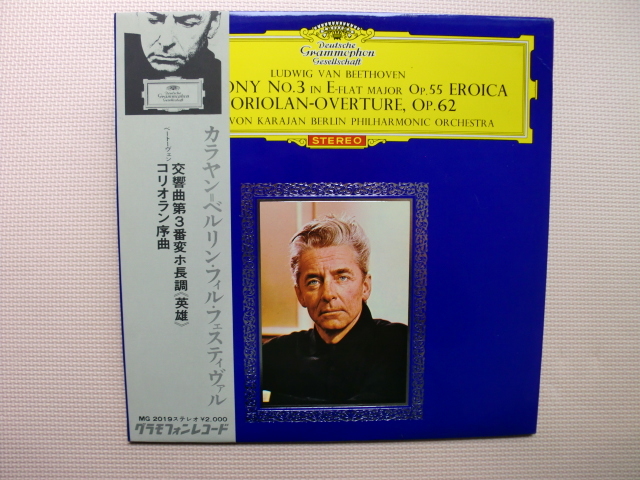 Deutsche
Grammophon
Gesellschaft
LUDWIG VAN BEETHOVEN
ONY NO.3 IN E-FLAT MAJOR OP.55 EROICA
ORIOLAN-OVERTURE, OP.62
VON KARAJAN BERLIN PHILHARMONIC ORCHESTRA
STEREO
カラヤン=ベルリン・フィル・フェスティヴァル
ベートーヴェン
交響曲第3番変ホ長調《英雄》
コリオラン序曲
MG 2019ステレオ¥2,000
グラモフォンレコード